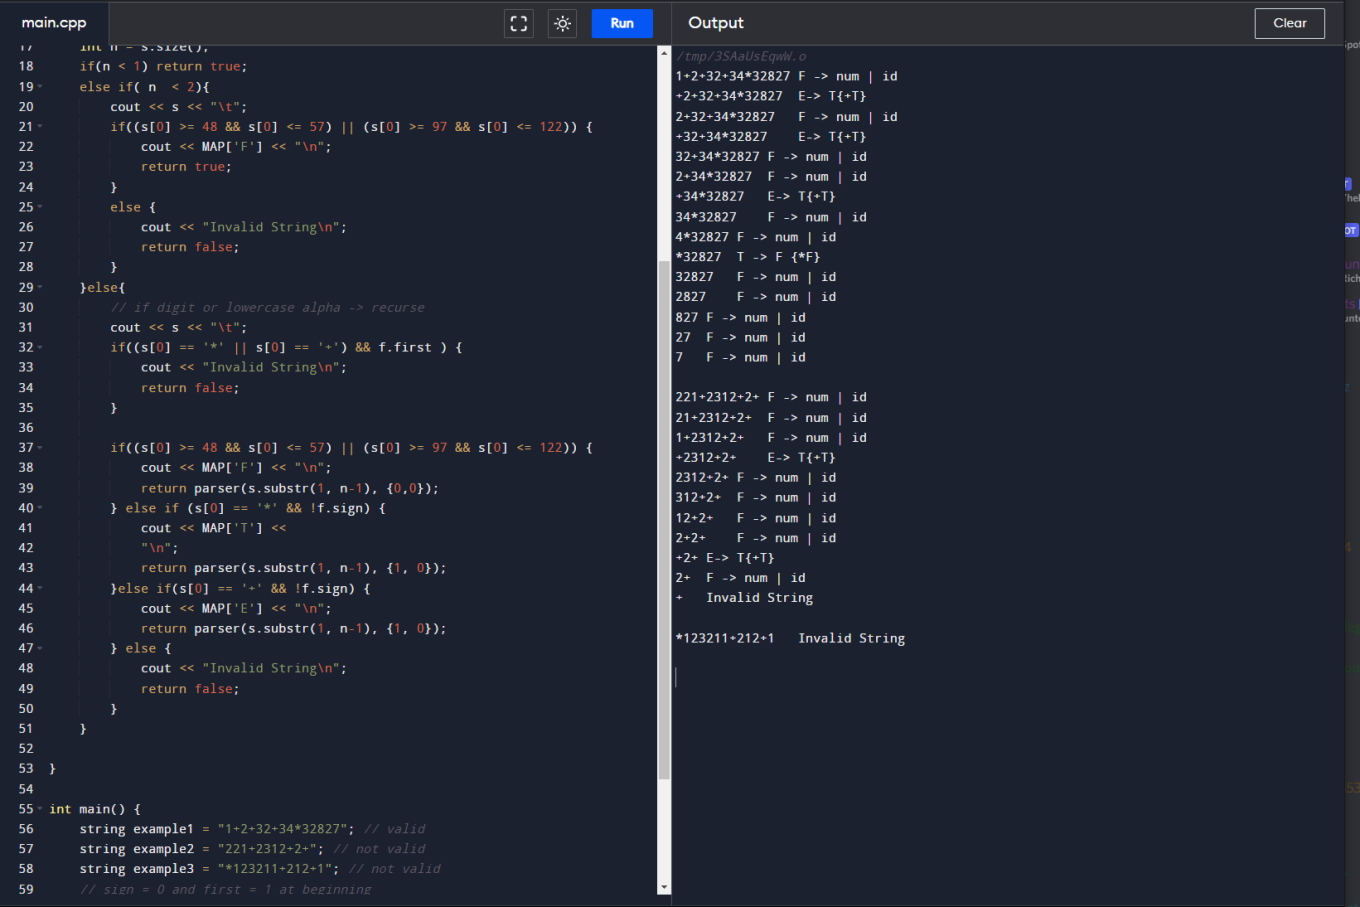 main.cpp
Run
17 int n = s.size();
18 if(n < 1) return true;
19 else if( n  < 2){
20 cout << s << "\t";
21 if((s[0] >= 48 && s[0] <= 57) || (s[0] >= 97 && s[0] <= 122)) {
22 cout << MAP['F'] << "\n";
23 return true;
24 }
25 else {
26 cout << "Invalid String\n";
27 return false;
28 }
29 }else{
30 // if digit or lowercase alpha -> recurse
31 cout << s << "\t";
32 if((s[0] == '*' || s[0] == '+') && f.first ) {
33 cout << "Invalid String\n";
34 return false;
35 }
36
37 if((s[0] >= 48 && s[0] <= 57) || (s[0] >= 97 && s[0] <= 122)) {
38 cout << MAP['F'] << "\n";
39 return parser(s.substr(1, n-1), {0,0});
40 } else if (s[0] == '*' && !f.sign) {
41 cout << MAP['T'] <<
42 "\n";
43 return parser(s.substr(1, n-1), {1, 0});
44 }else if(s[0] == '+' && !f.sign) {
45 cout << MAP['E'] << "\n";
46 return parser(s.substr(1, n-1), {1, 0});
47 } else {
48 cout << "Invalid String\n";
49 return false;
50 }
51 }
52
53 }
54
55 int main() {
56 string example1 = "1+2+32+34*32827"; // valid
57 string example2 = "221+2312+2+"; // not valid
58 string example3 = "*123211+212+1"; // not valid
59 // sign = 0 and first = 1 at beginning
Output
Clear
/tmp/3SAaUsEqwW.o
1+2+32+34*32827 F -> num | id
+2+32+34*32827 E-> T{+T}
2+32+34*32827 F -> num | id
+32+34*32827 E-> T{+T}
32+34*32827 F -> num | id
2+34*32827 F -> num | id
+34*32827 E-> T{+T}
34*32827 F -> num | id
4*32827 F -> num | id
*32827 T -> F {*F}
32827 F -> num | id
2827 F -> num | id
827 F -> num | id
27 F -> num | id
7 F -> num | id
221+2312+2+ F -> num | id
21+2312+2+ F -> num | id
1+2312+2+ F -> num | id
+2312+2+ E-> T{+T}
2312+2+ F -> num | id
312+2+ F -> num | id
12+2+ F -> num | id
2+2+ F -> num | id
+2+ E-> T{+T}
2+ F -> num | id
+ Invalid String
*123211+212+1 Invalid String